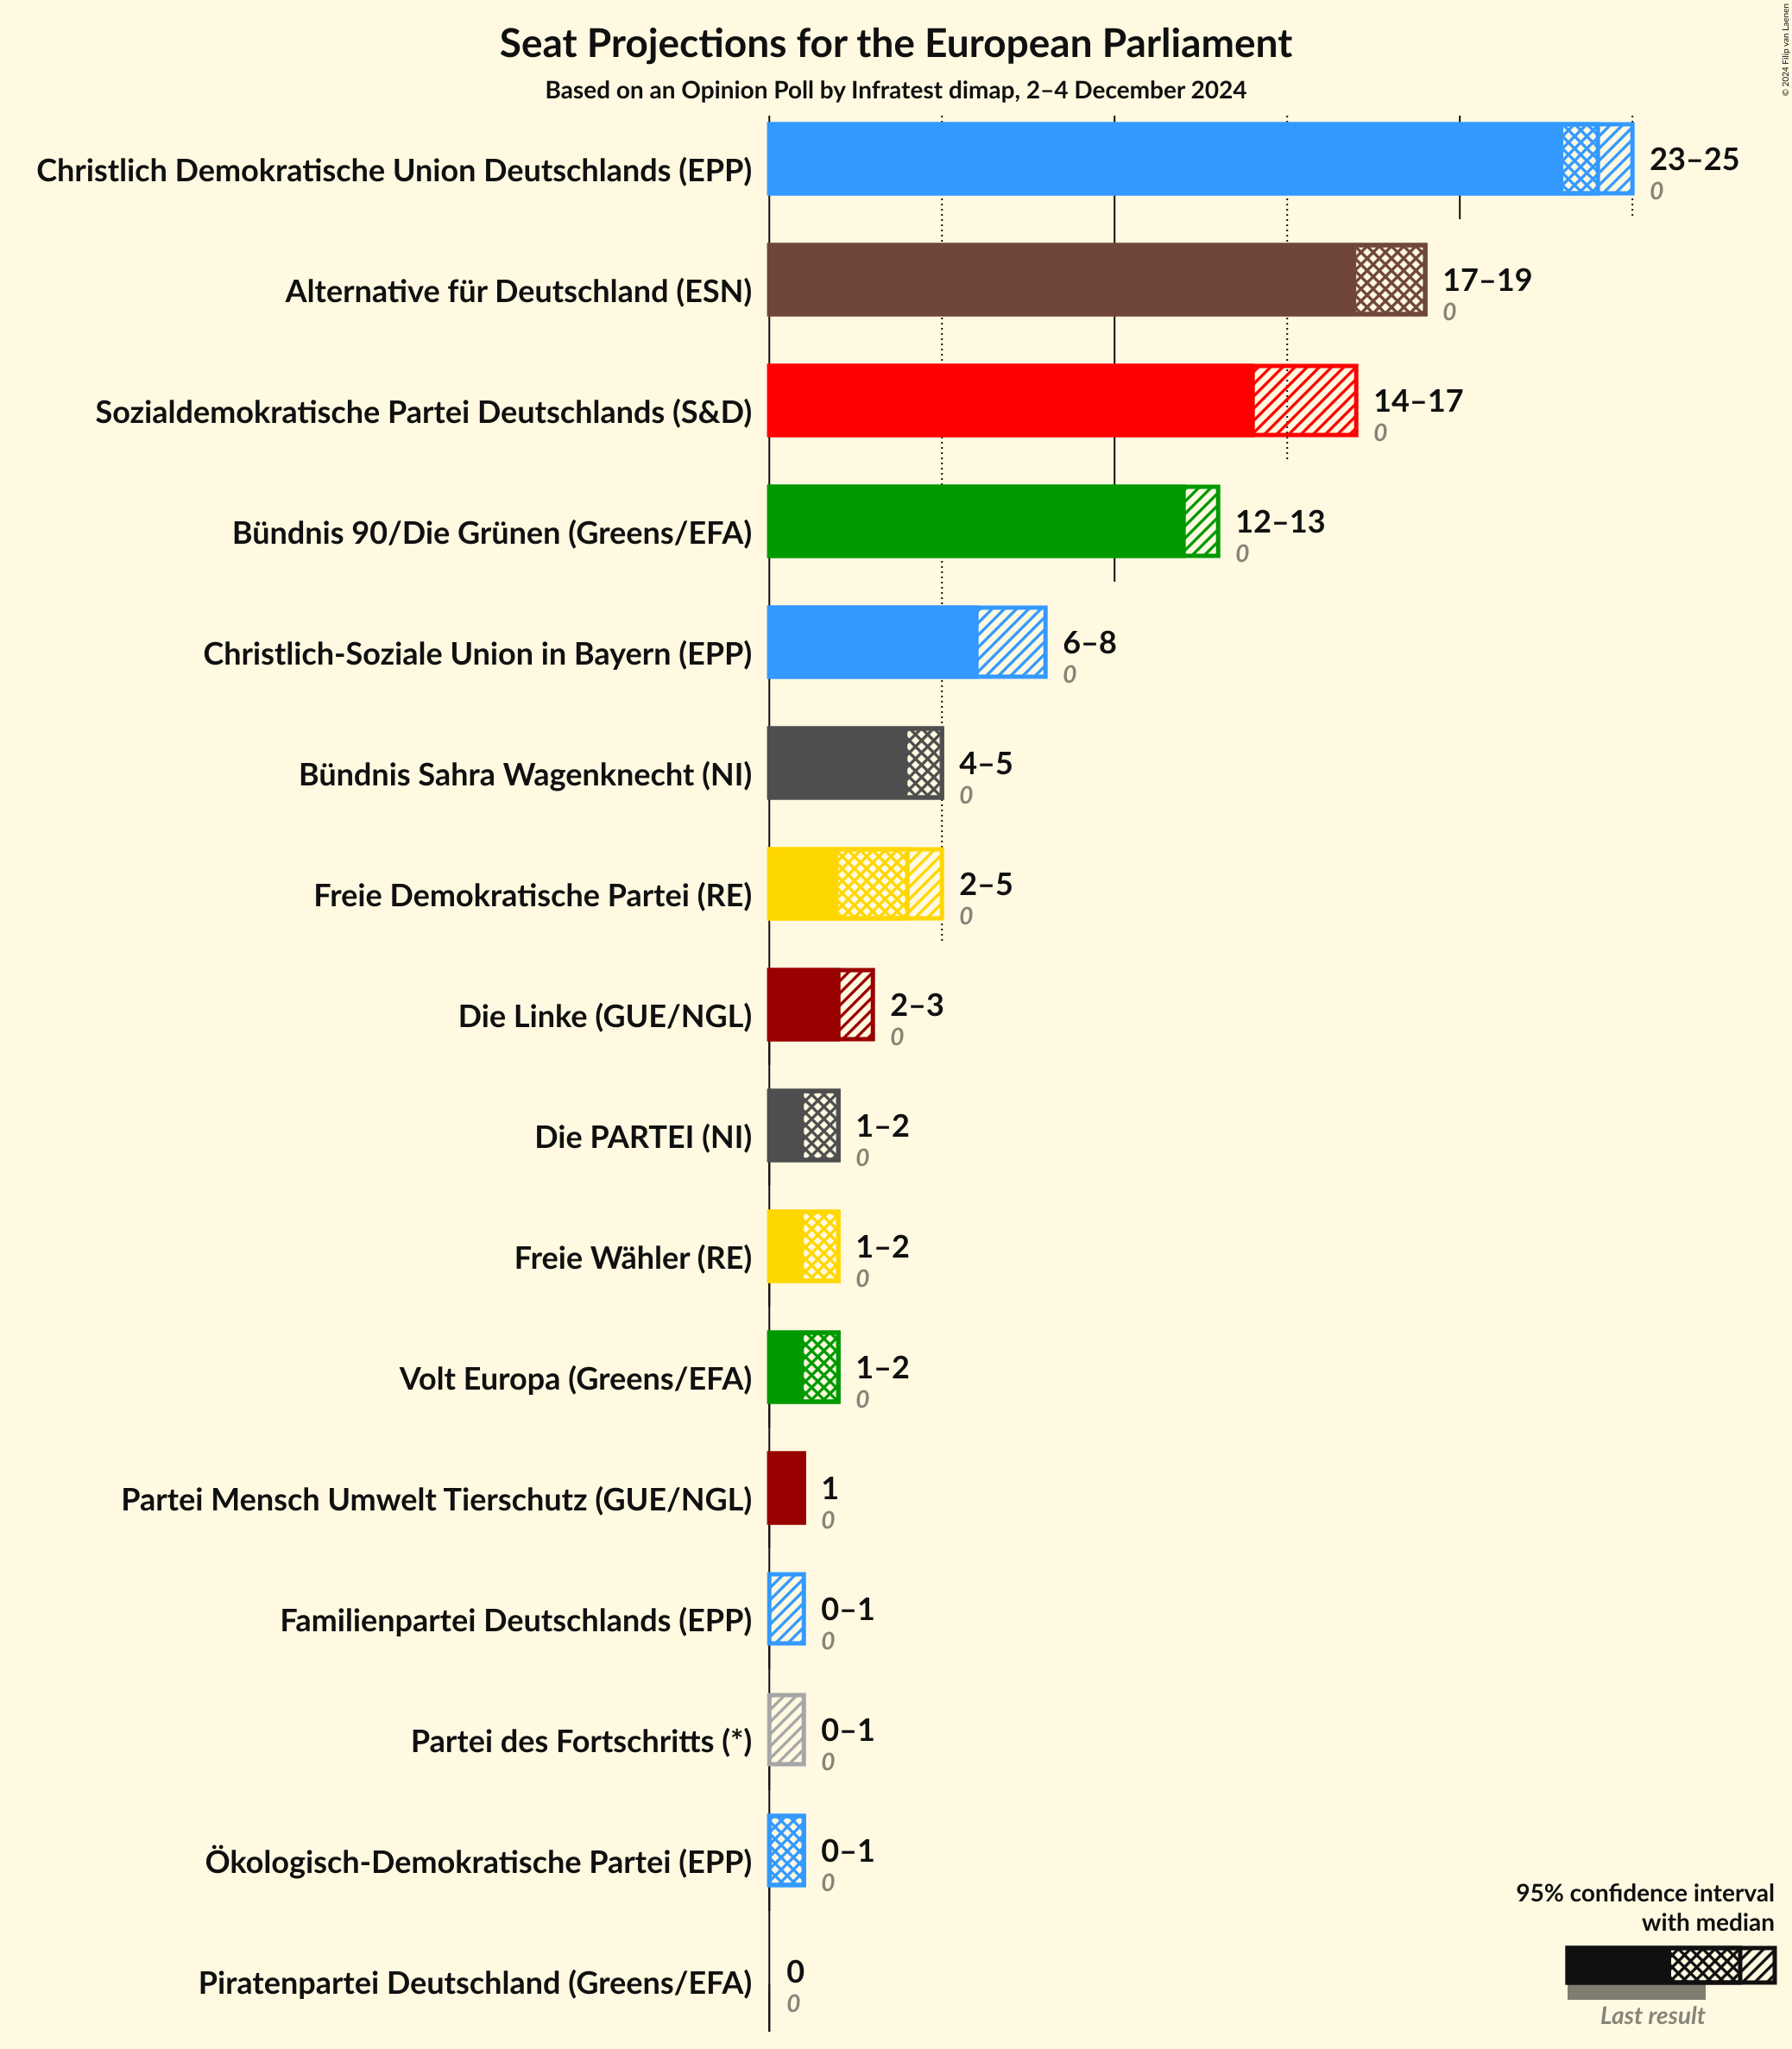 Seat Projections for the European Parliament
Based on an Opinion Poll by Infratest dimap, 2–4 December 2024
© 2024 Filip van Laenen
Christlich Demokratische Union Deutschlands (EPP)
23–25
0
Alternative für Deutschland (ESN)
17–19
0
Sozialdemokratische Partei Deutschlands (S&D)
14–17
0
Bündnis 90/Die Grünen (Greens/EFA)
12–13
0
Christlich-Soziale Union in Bayern (EPP)
6–8
0
Bündnis Sahra Wagenknecht (NI)
4–5
0
Freie Demokratische Partei (RE)
2–5
0
Die Linke (GUE/NGL)
2–3
0
Die PARTEI (NI)
1–2
0
Freie Wähler (RE)
1–2
0
Volt Europa (Greens/EFA)
1–2
0
Partei Mensch Umwelt Tierschutz (GUE/NGL)
1
0
Familienpartei Deutschlands (EPP)
0–1
0
Partei des Fortschritts (*)
0–1
0
Ökologisch-Demokratische Partei (EPP)
0–1
0
Piratenpartei Deutschland (Greens/EFA)
0
0
95% confidence interval
with median
Last result